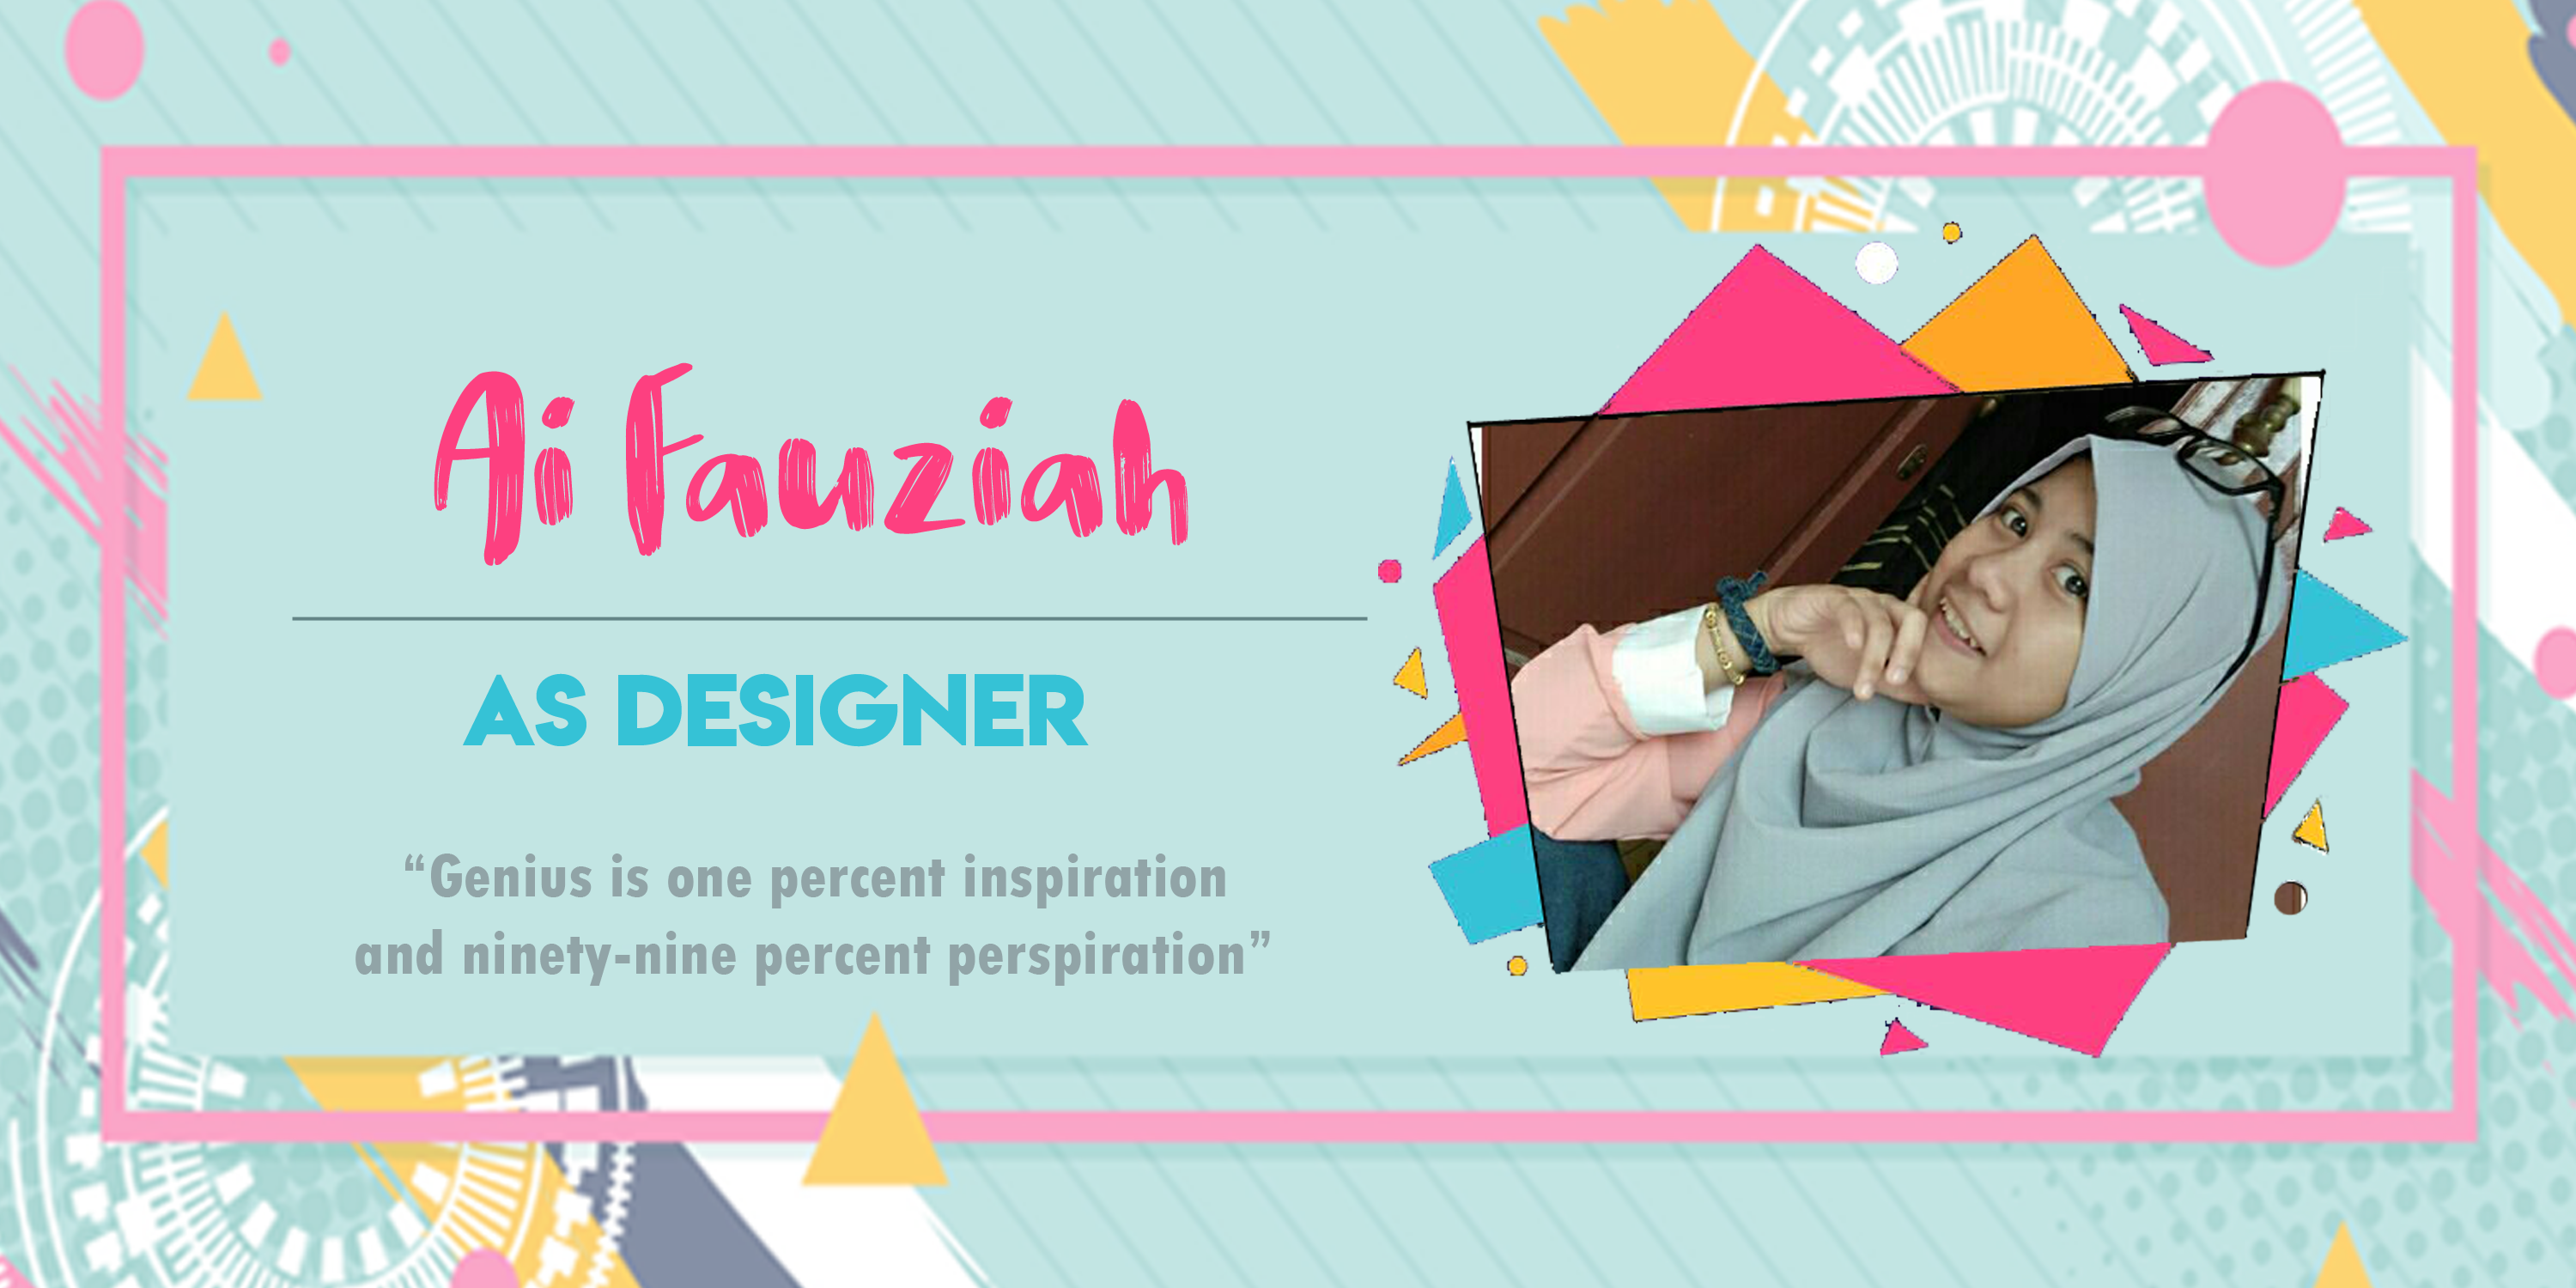 Ai Fauziah
AS DESIGNER
“Genius is one percent inspiration
and ninety-nine percent perspiration”